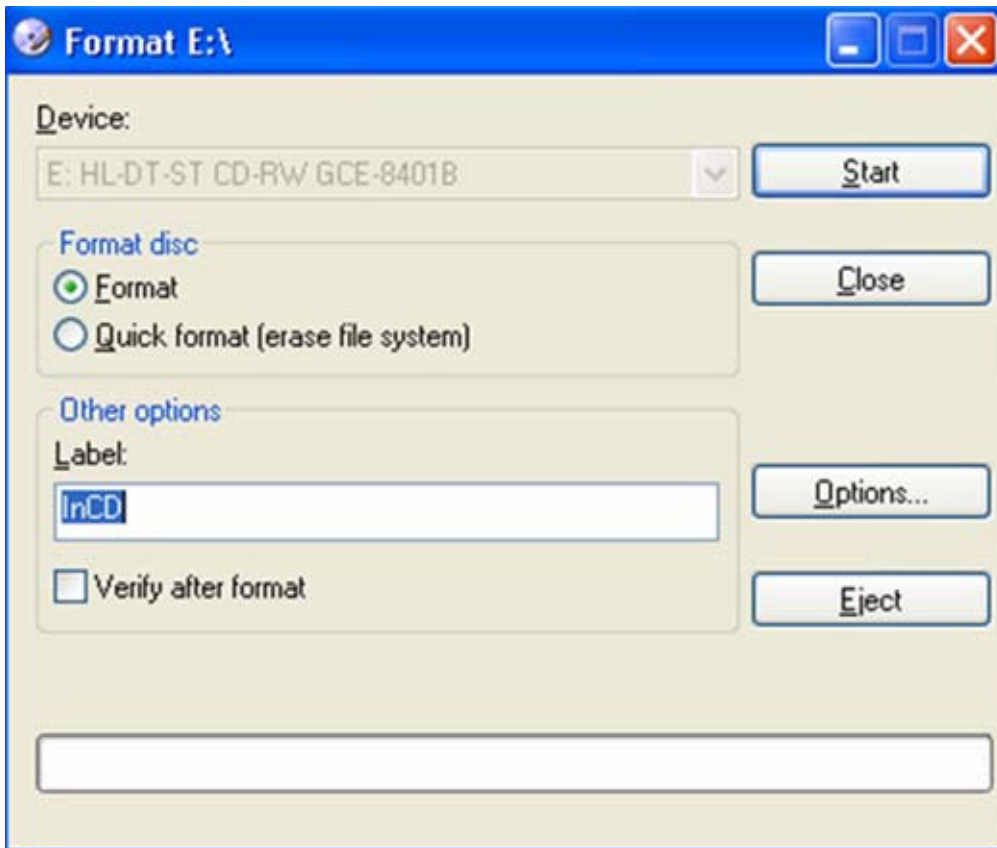 Format E:\
Device:
E: HL-DT-ST CD-RW GCE-8401B
Start
Format disc
Format
Close
Quick format (erase file system)
Other options
Label:
InCD
Options...
Verify after format
Eject